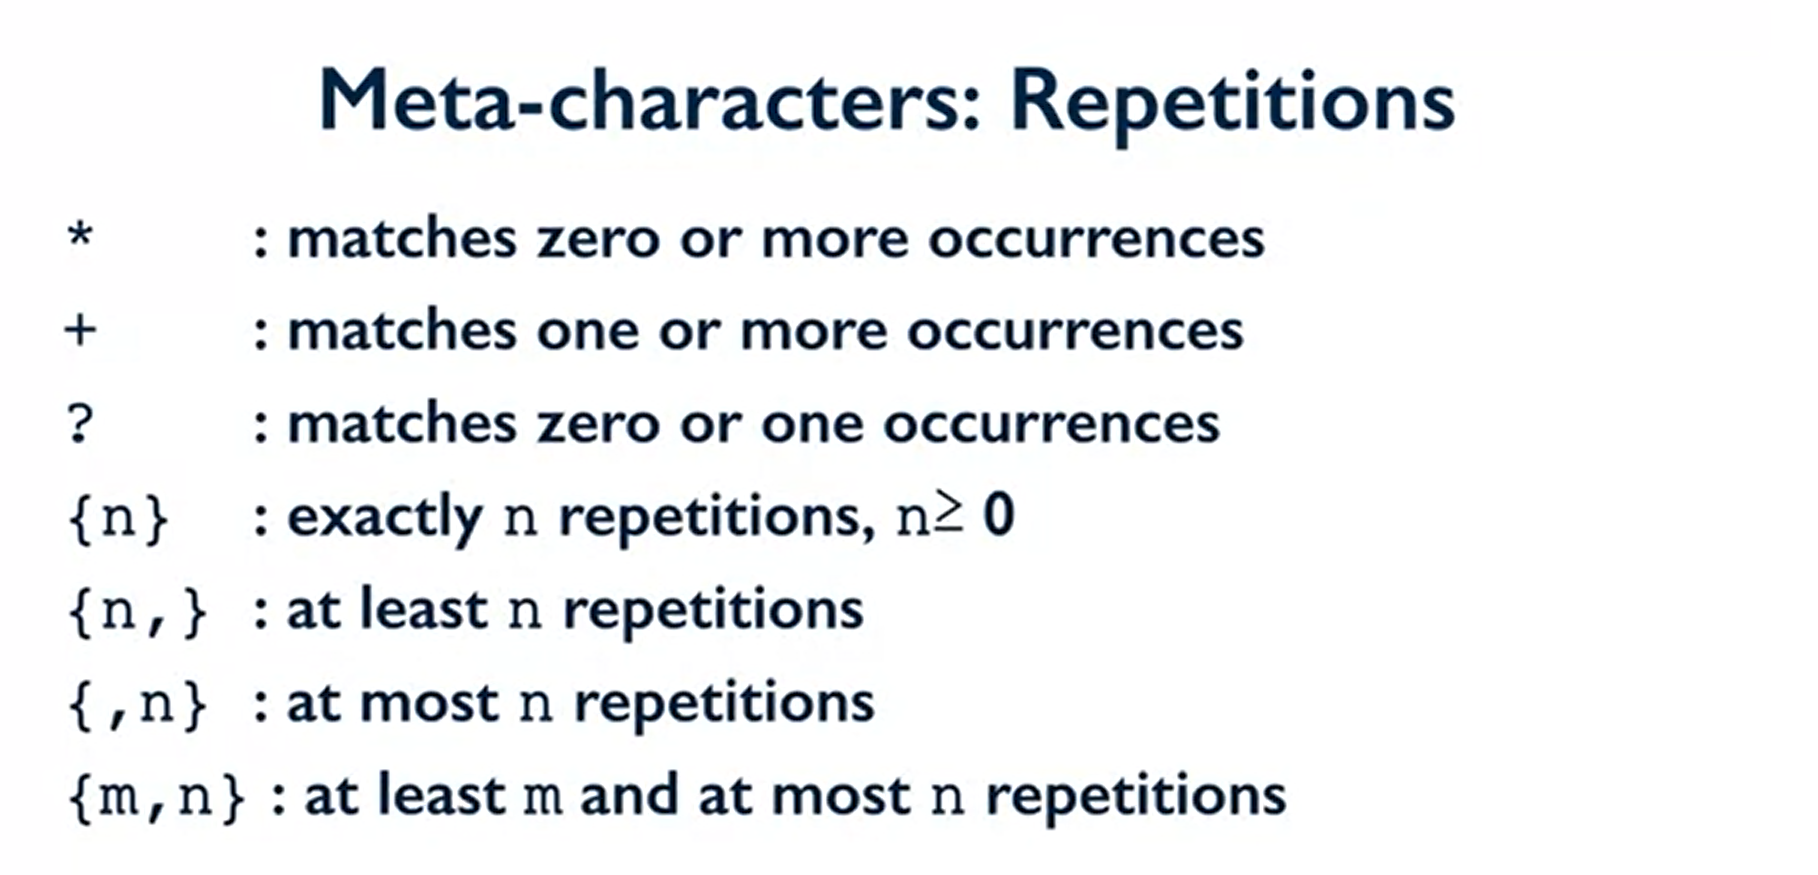 Meta-characters: Repetitions
* : matches zero or more occurrences
+ : matches one or more occurrences
? : matches zero or one occurrences
{n} : exactly n repetitions, n≥ 0
{n,} : at least n repetitions
{,n} : at most n repetitions
{m,n} : at least m and at most n repetitions